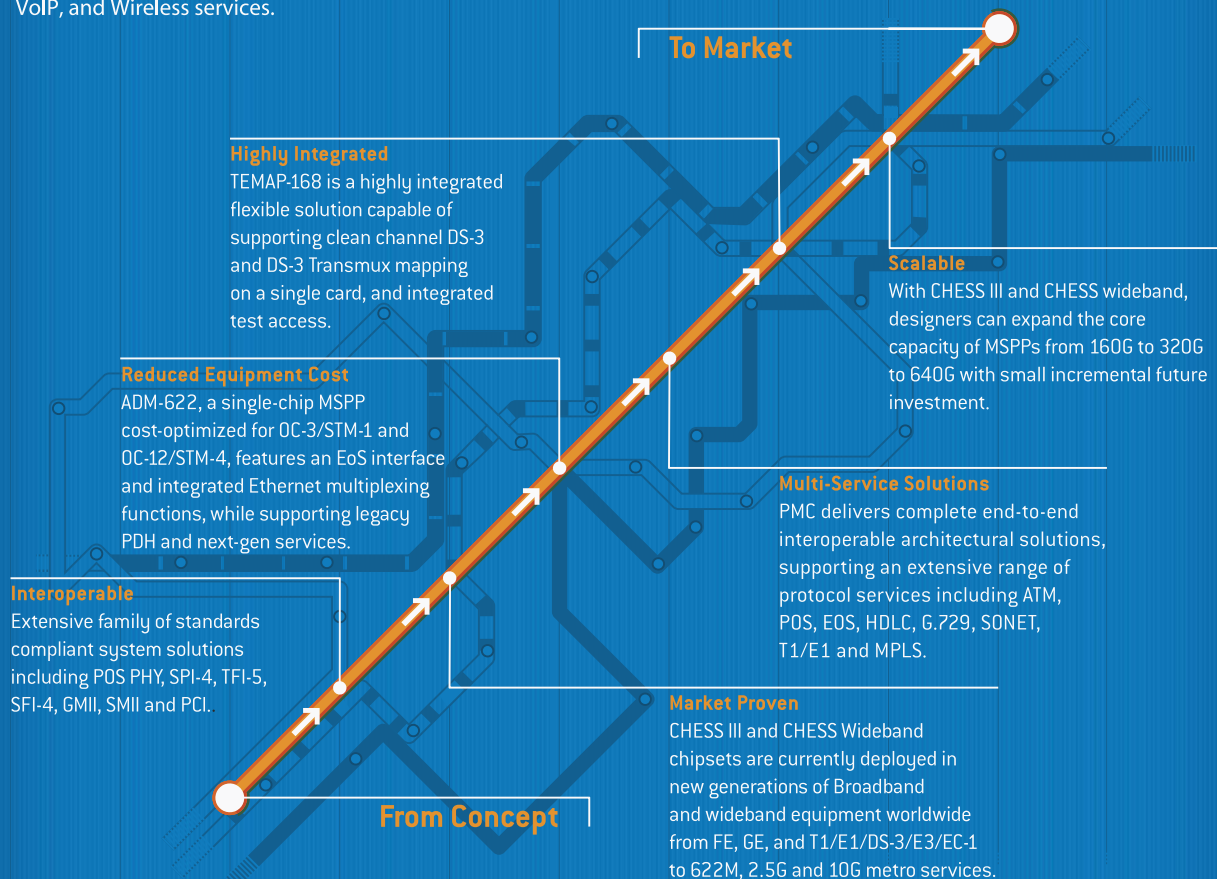 VoIP, and Wireless services.
To Market
Highly Integrated
TEMAP-168 is a highly integrated
flexible solution capable of
supporting clean channel DS-3
and DS-3 Transmux mapping
on a single card, and integrated
test access.
Scalable
With CHESS III and CHESS wideband,
designers can expand the core
capacity of MSPPs from 160G to 320G
to 640G with small incremental future
investment.
Reduced Equipment Cost
ADM-622, a single-chip MSPP
cost-optimized for OC-3/STM-1 and
OC-12/STM-4, features an EoS interface
and integrated Ethernet multiplexing
functions, while supporting legacy
PDH and next-gen services.
Multi-Service Solutions
PMC delivers complete end-to-end
interoperable architectural solutions,
supporting an extensive range of
protocol services including ATM,
POS, EOS, HDLC, G.729, SONET,
T1/E1 and MPLS.
Interoperable
Extensive family of standards
compliant system solutions
including POS PHY, SPI-4, TFI-5,
SFI-4, GMII, SMII and PCI..
Market Proven
CHESS III and CHESS Wideband
chipsets are currently deployed in
new generations of Broadband
and wideband equipment worldwide
from FE, GE, and T1/E1/DS-3/E3/EC-1
to 622M, 2.5G and 10G metro services.
From Concept